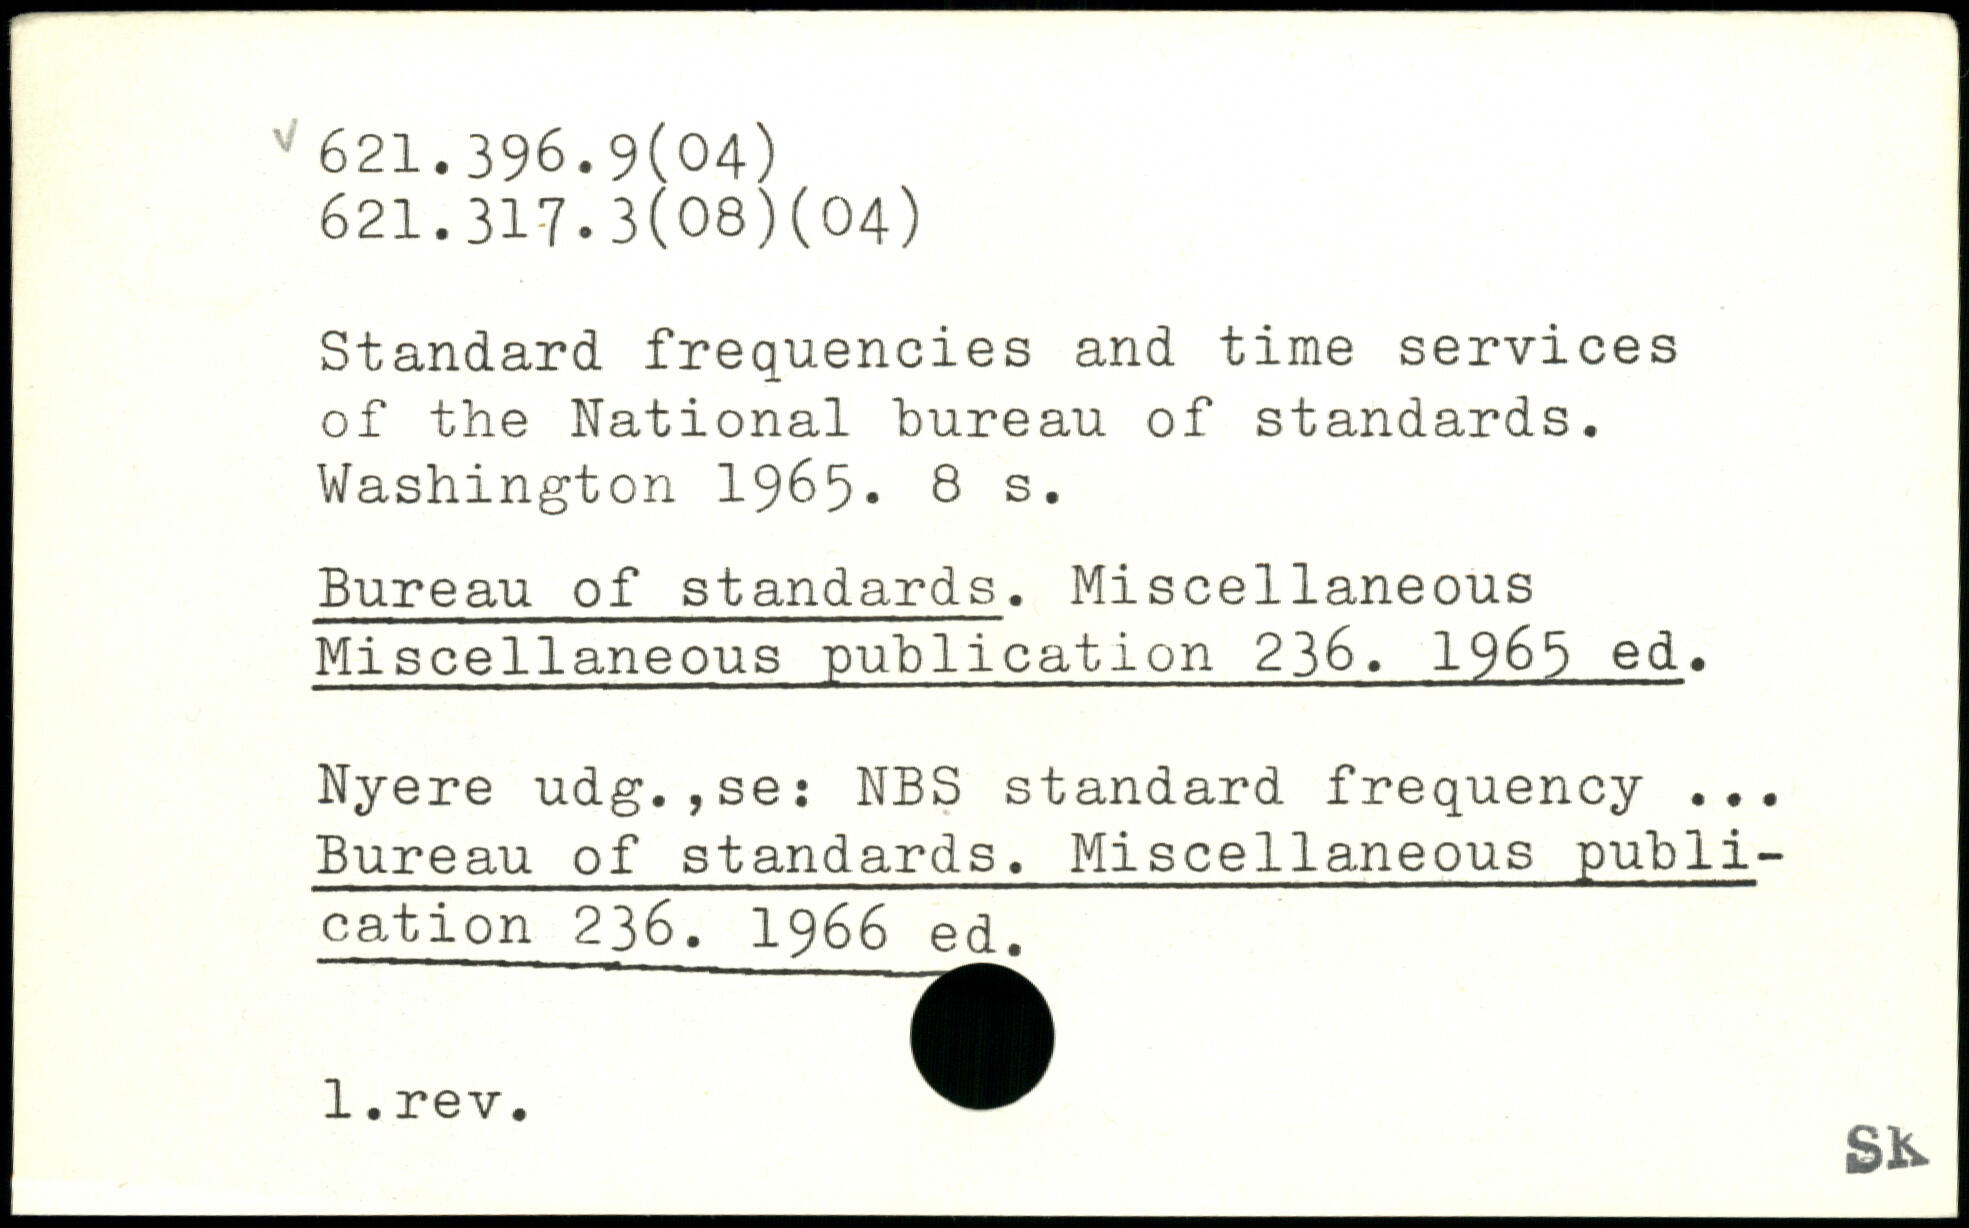 v 621.396.9(04)
621.317.3(08)(04)
Standard frequencies and time services
of the National bureau of standards.
Washington 1965. 8 s.
Bureau of standards. Miscellaneous
Miscellaneous publication 236. 1965 ed.
Nyere udg.,se: NBS standard frequency ...
Bureau of standards. Miscellaneous publi-
cation 236. 1966 ed.
1.rev.
Sk